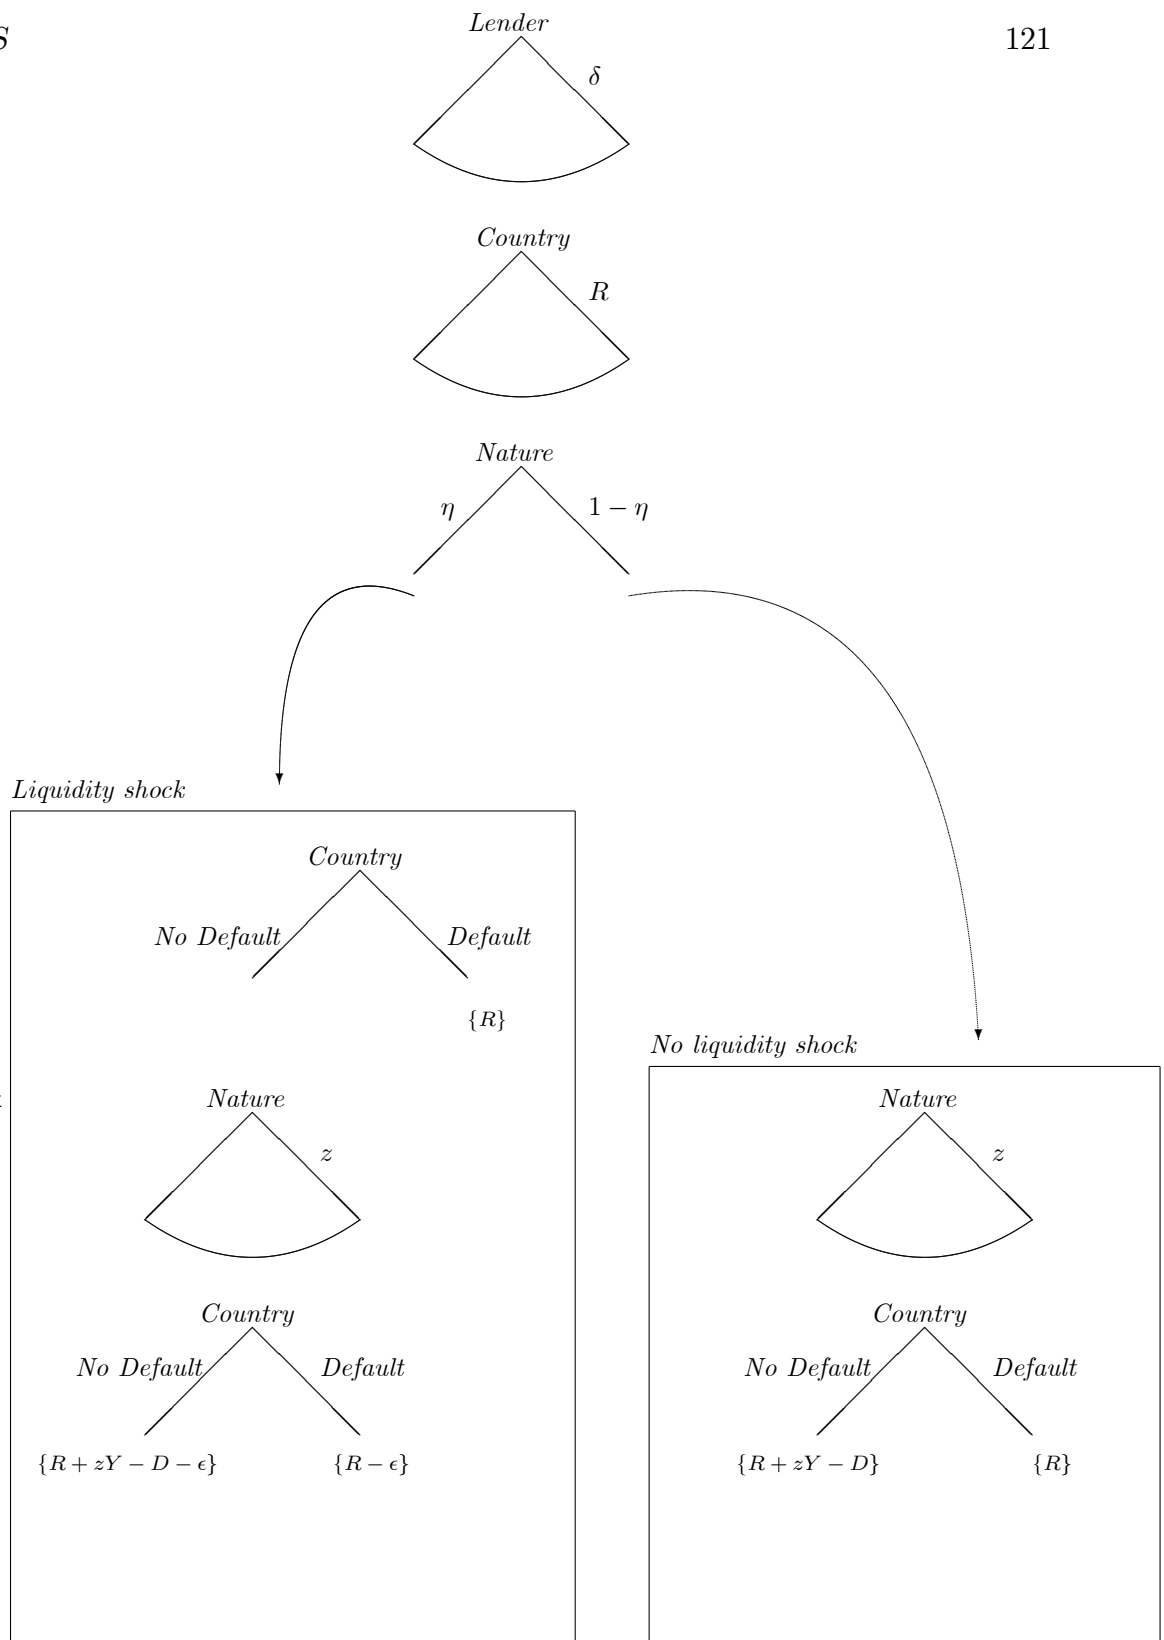 S 121
Lender
δ
Country
R
Nature
η 1 − η
Liquidity shock
Country
No Default Default
{R}
Nature
z
Country
No Default Default
{R + zY − D − ϵ} {R − ϵ}
No liquidity shock
Nature
z
Country
No Default Default
{R + zY − D} {R}